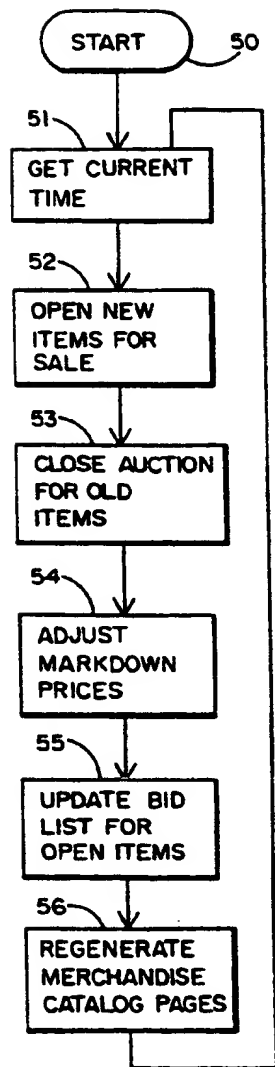 START
50
51
GET CURRENT
TIME
52
OPEN NEW
ITEMS FOR
SALE
53
CLOSE AUCTION
FOR OLD
ITEMS
54
ADJUST
MARKDOWN
PRICES
55
UPDATE BID
LIST FOR
OPEN ITEMS
56
REGENERATE
MERCHANDISE
CATALOG PAGES